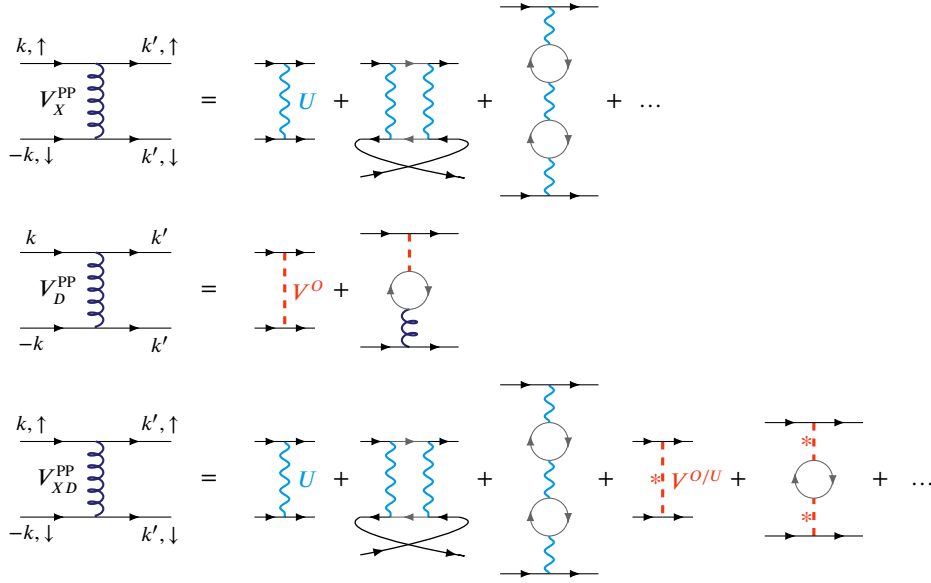 k, ↑ k′, ↑
V_X^PP = U + + + ...
−k, ↓ k′, ↓
k k′
V_D^PP = V^O +
−k k′
k, ↑ k′, ↑
V_XD^PP = U + + + * V^O/U + * * + ...
−k, ↓ k′, ↓